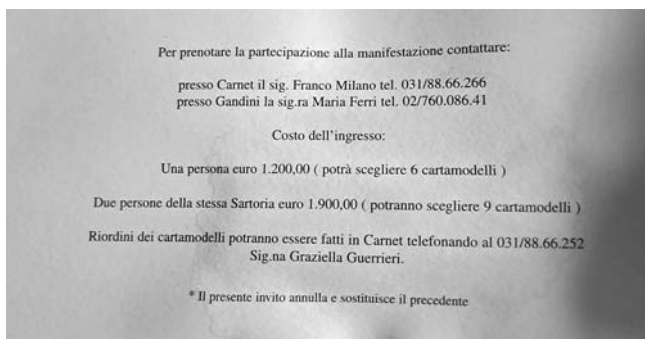 Per prenotare la partecipazione alla manifestazione contattare:
presso Carnet il sig. Franco Milano tel. 031/88.66.266
presso Gandini la sig.ra Maria Ferri tel. 02/760.086.41
Costo dell'ingresso:
Una persona euro 1.200,00 ( potrà scegliere 6 cartamodelli )
Due persone della stessa Sartoria euro 1.900,00 ( potranno scegliere 9 cartamodelli )
Riordini dei cartamodelli potranno essere fatti in Carnet telefonando al 031/88.66.252
Sig.na Graziella Guerrieri.
* Il presente invito annulla e sostituisce il precedente